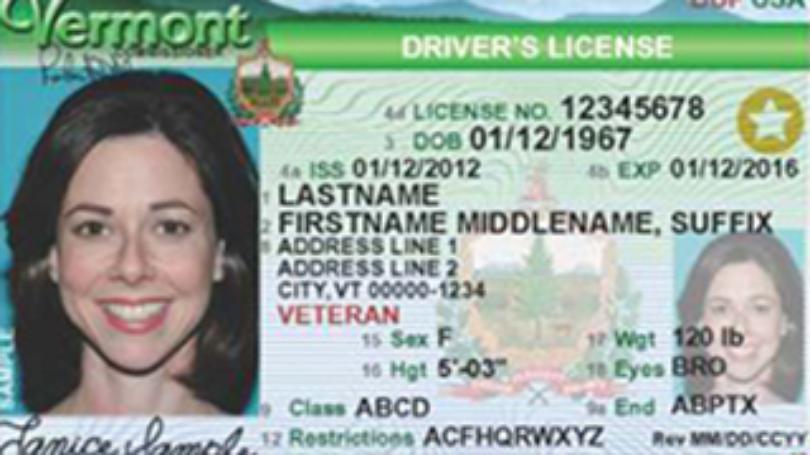 Vermont
DRIVER'S LICENSE
4d LICENSE NO. 12345678
3 DOB 01/12/1967
4a ISS 01/12/2012 4b EXP 01/12/2016
1 LASTNAME
2 FIRSTNAME MIDDLENAME, SUFFIX
8 ADDRESS LINE 1
ADDRESS LINE 2
CITY, VT 00000-1234
VETERAN
15 Sex F 17 Wgt 120 lb
16 Hgt 5'-03" 18 Eyes BRO
9 Class ABCD 9a End ABPTX
12 Restrictions ACFHQRWXYZ Rev MM/DD/CCYY
SAMPLE
Janice Sample